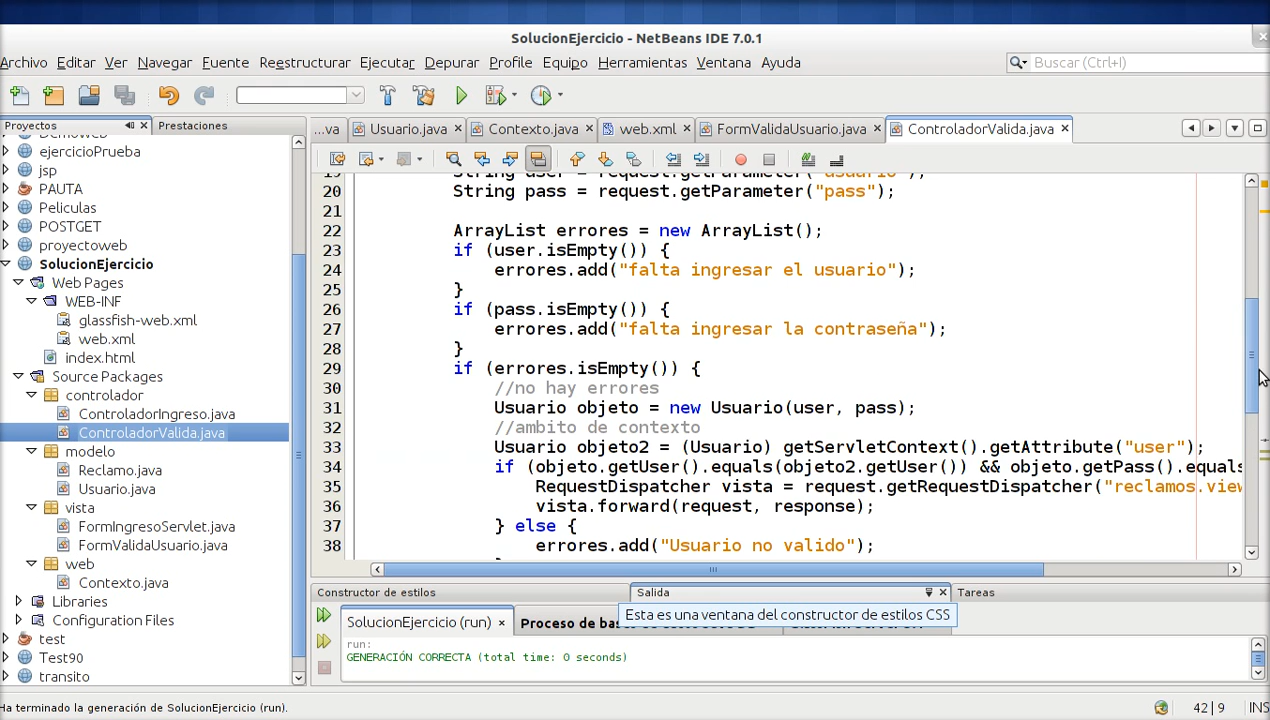 SolucionEjercicio - NetBeans IDE 7.0.1
Archivo Editar Ver Navegar Fuente Reestructurar Ejecutar Depurar Profile Equipo Herramientas Ventana Ayuda
Buscar (Ctrl+I)
Proyectos
Prestaciones
...va
Usuario.java
Contexto.java
web.xml
FormValidaUsuario.java
ControladorValida.java
DemoWeb
ejercicioPrueba
jsp
PAUTA
Peliculas
POSTGET
proyectoweb
SolucionEjercicio
Web Pages
WEB-INF
glassfish-web.xml
web.xml
index.html
Source Packages
controlador
ControladorIngreso.java
ControladorValida.java
modelo
Reclamo.java
Usuario.java
vista
FormIngresoServlet.java
FormValidaUsuario.java
web
Contexto.java
Libraries
Configuration Files
test
Test90
transito
19 String user = request.getParameter("usuario");
20 String pass = request.getParameter("pass");
21
22 ArrayList errores = new ArrayList();
23 if (user.isEmpty()) {
24 errores.add("falta ingresar el usuario");
25 }
26 if (pass.isEmpty()) {
27 errores.add("falta ingresar la contraseña");
28 }
29 if (errores.isEmpty()) {
30 //no hay errores
31 Usuario objeto = new Usuario(user, pass);
32 //ambito de contexto
33 Usuario objeto2 = (Usuario) getServletContext().getAttribute("user");
34 if (objeto.getUser().equals(objeto2.getUser()) && objeto.getPass().equals
35 RequestDispatcher vista = request.getRequestDispatcher("reclamos.view
36 vista.forward(request, response);
37 } else {
38 errores.add("Usuario no valido");
Constructor de estilos
Salida
Tareas
Esta es una ventana del constructor de estilos CSS
SolucionEjercicio (run)
Proceso de bas
run:
GENERACIÓN CORRECTA (total time: 0 seconds)
Ha terminado la generación de SolucionEjercicio (run).
42|9
INS